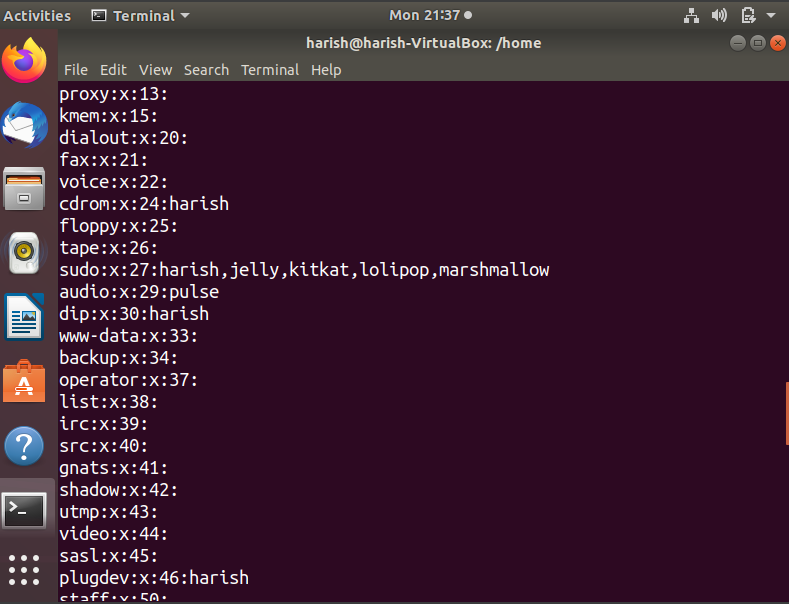 Activities Terminal Mon 21:37
harish@harish-VirtualBox: /home
File Edit View Search Terminal Help
proxy:x:13:
kmem:x:15:
dialout:x:20:
fax:x:21:
voice:x:22:
cdrom:x:24:harish
floppy:x:25:
tape:x:26:
sudo:x:27:harish,jelly,kitkat,lolipop,marshmallow
audio:x:29:pulse
dip:x:30:harish
www-data:x:33:
backup:x:34:
operator:x:37:
list:x:38:
irc:x:39:
src:x:40:
gnats:x:41:
shadow:x:42:
utmp:x:43:
video:x:44:
sasl:x:45:
plugdev:x:46:harish
staff:x:50: